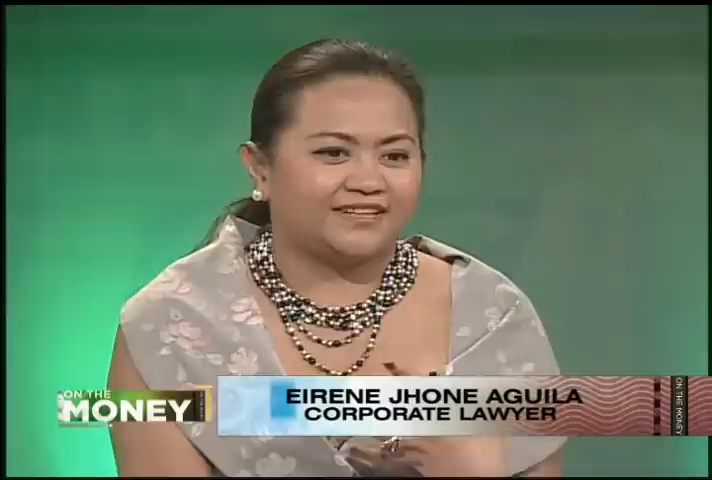 ON THE
MONEY
EIRENE JHONE AGUILA
CORPORATE LAWYER
ON THE MONEY